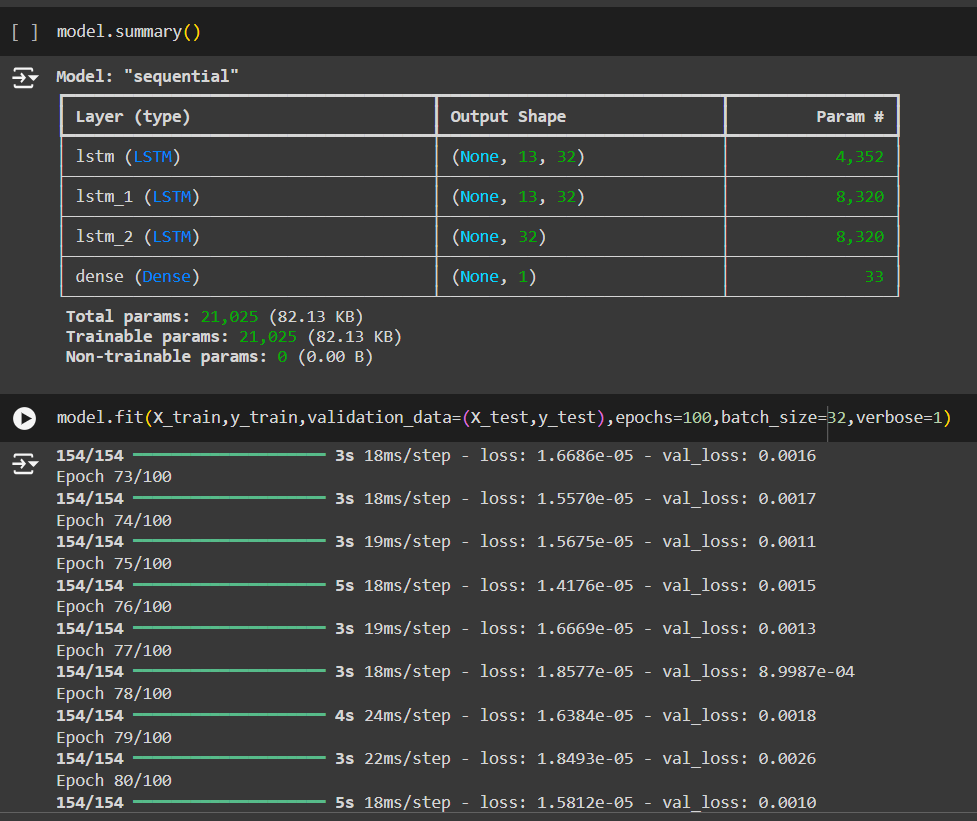 [ ] model.summary()
Model: "sequential"
Layer (type) Output Shape Param #
lstm (LSTM) (None, 13, 32) 4,352
lstm_1 (LSTM) (None, 13, 32) 8,320
lstm_2 (LSTM) (None, 32) 8,320
dense (Dense) (None, 1) 33
Total params: 21,025 (82.13 KB)
Trainable params: 21,025 (82.13 KB)
Non-trainable params: 0 (0.00 B)
model.fit(X_train,y_train,validation_data=(X_test,y_test),epochs=100,batch_size=32,verbose=1)
154/154 3s 18ms/step - loss: 1.6686e-05 - val_loss: 0.0016
Epoch 73/100
154/154 3s 18ms/step - loss: 1.5570e-05 - val_loss: 0.0017
Epoch 74/100
154/154 3s 19ms/step - loss: 1.5675e-05 - val_loss: 0.0011
Epoch 75/100
154/154 5s 18ms/step - loss: 1.4176e-05 - val_loss: 0.0015
Epoch 76/100
154/154 3s 19ms/step - loss: 1.6669e-05 - val_loss: 0.0013
Epoch 77/100
154/154 3s 18ms/step - loss: 1.8577e-05 - val_loss: 8.9987e-04
Epoch 78/100
154/154 4s 24ms/step - loss: 1.6384e-05 - val_loss: 0.0018
Epoch 79/100
154/154 3s 22ms/step - loss: 1.8493e-05 - val_loss: 0.0026
Epoch 80/100
154/154 5s 18ms/step - loss: 1.5812e-05 - val_loss: 0.0010